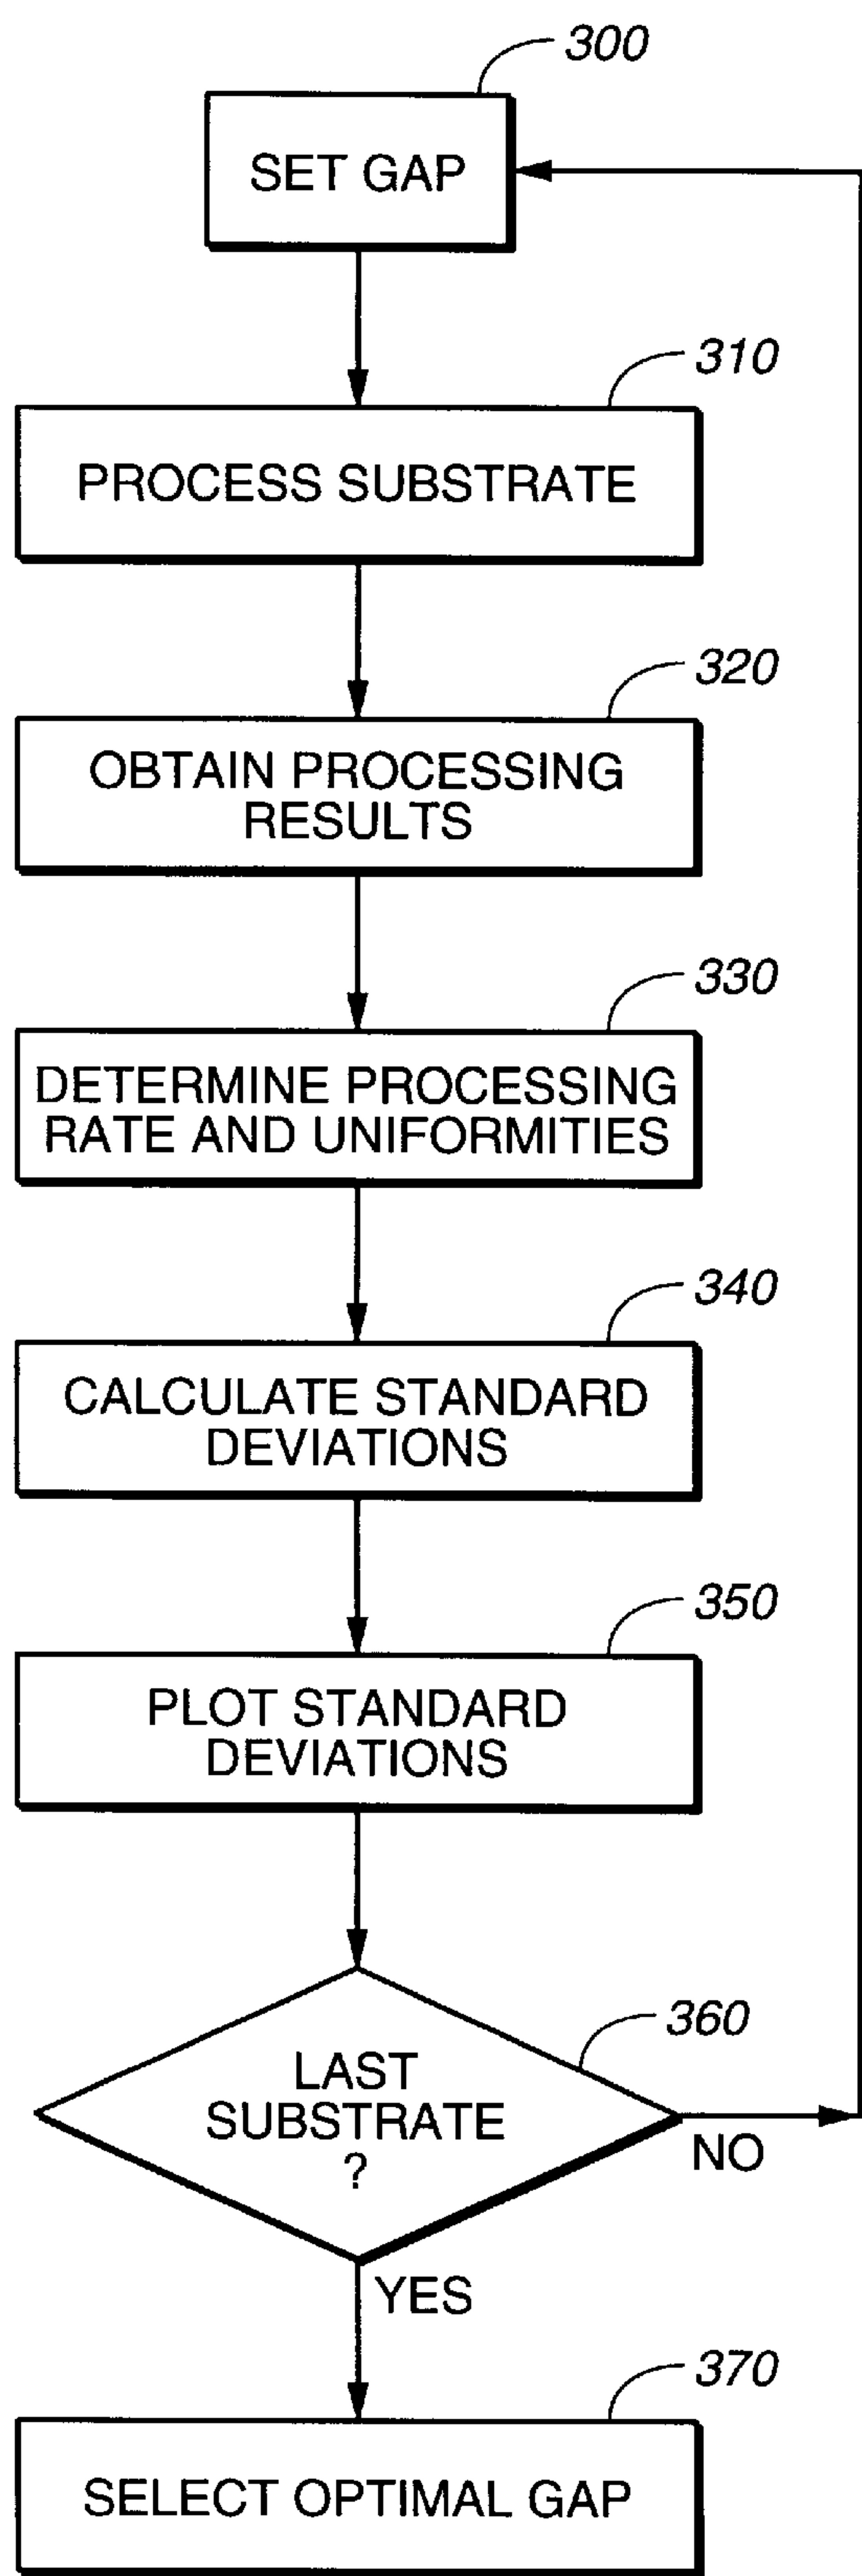 300
SET GAP
310
PROCESS SUBSTRATE
320
OBTAIN PROCESSING
RESULTS
330
DETERMINE PROCESSING
RATE AND UNIFORMITIES
340
CALCULATE STANDARD
DEVIATIONS
350
PLOT STANDARD
DEVIATIONS
360
LAST
SUBSTRATE
?
NO
YES
370
SELECT OPTIMAL GAP